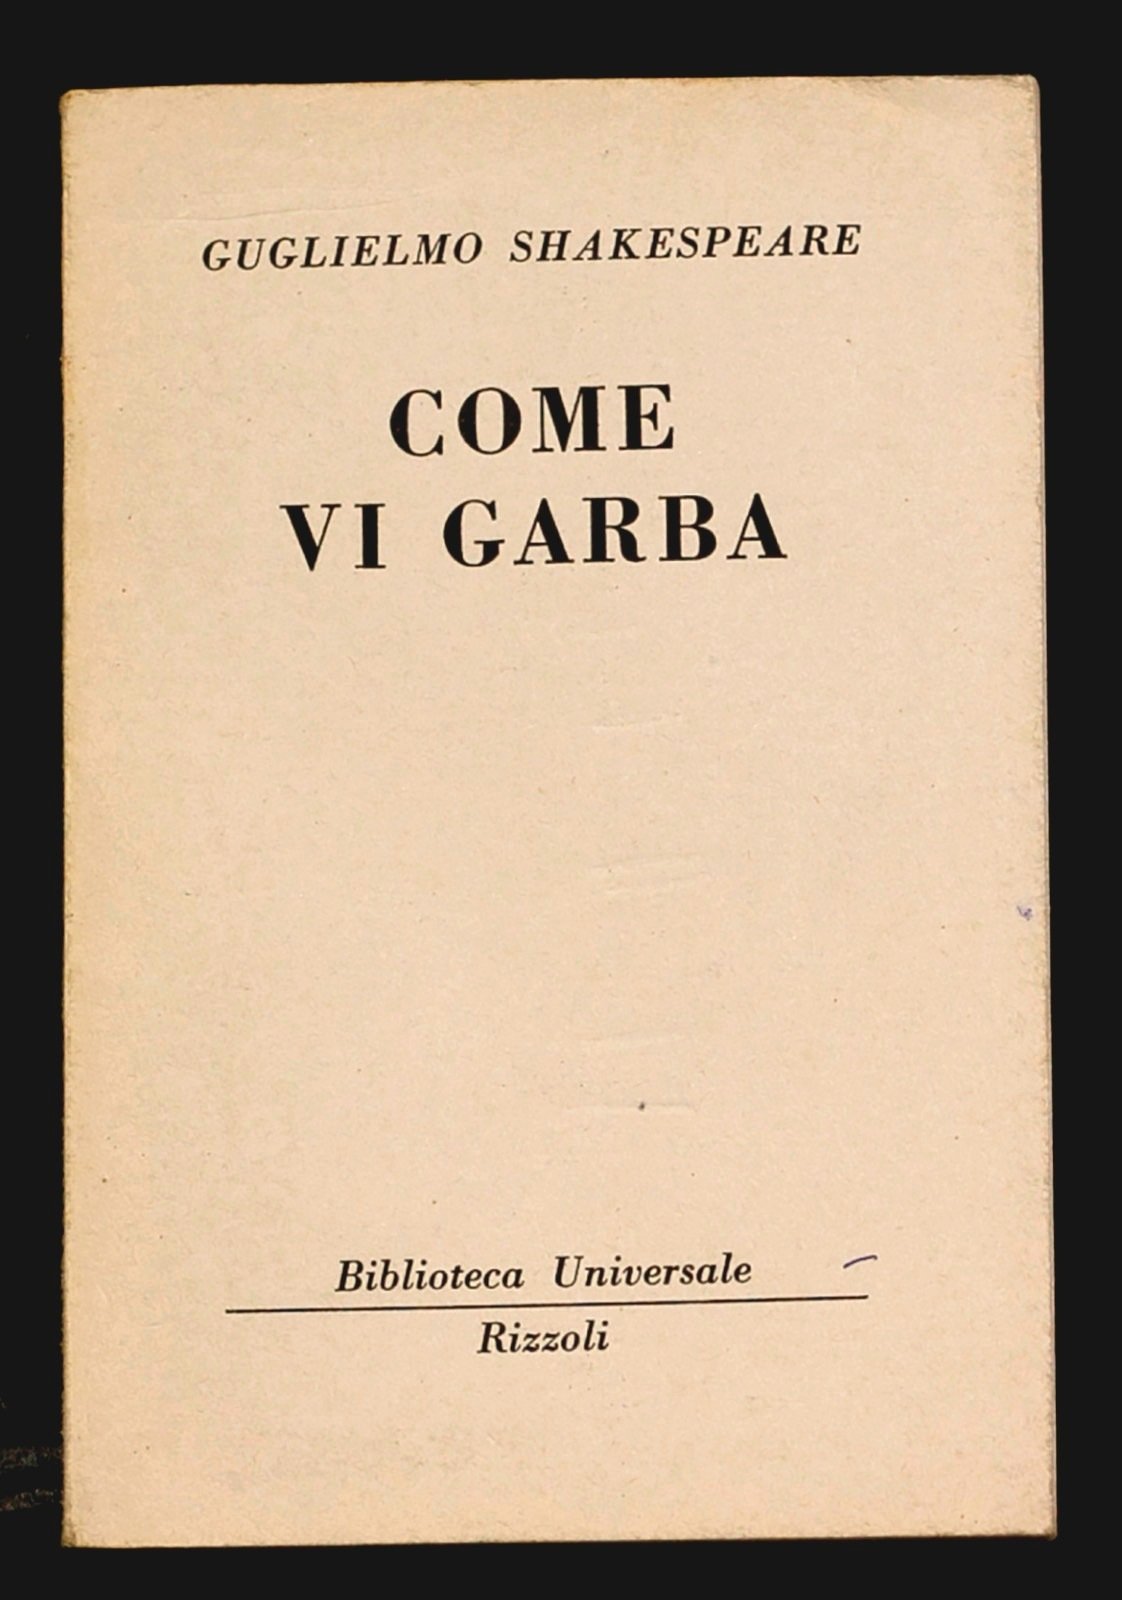 GUGLIELMO SHAKESPEARE
COME
VI GARBA
Biblioteca Universale
Rizzoli